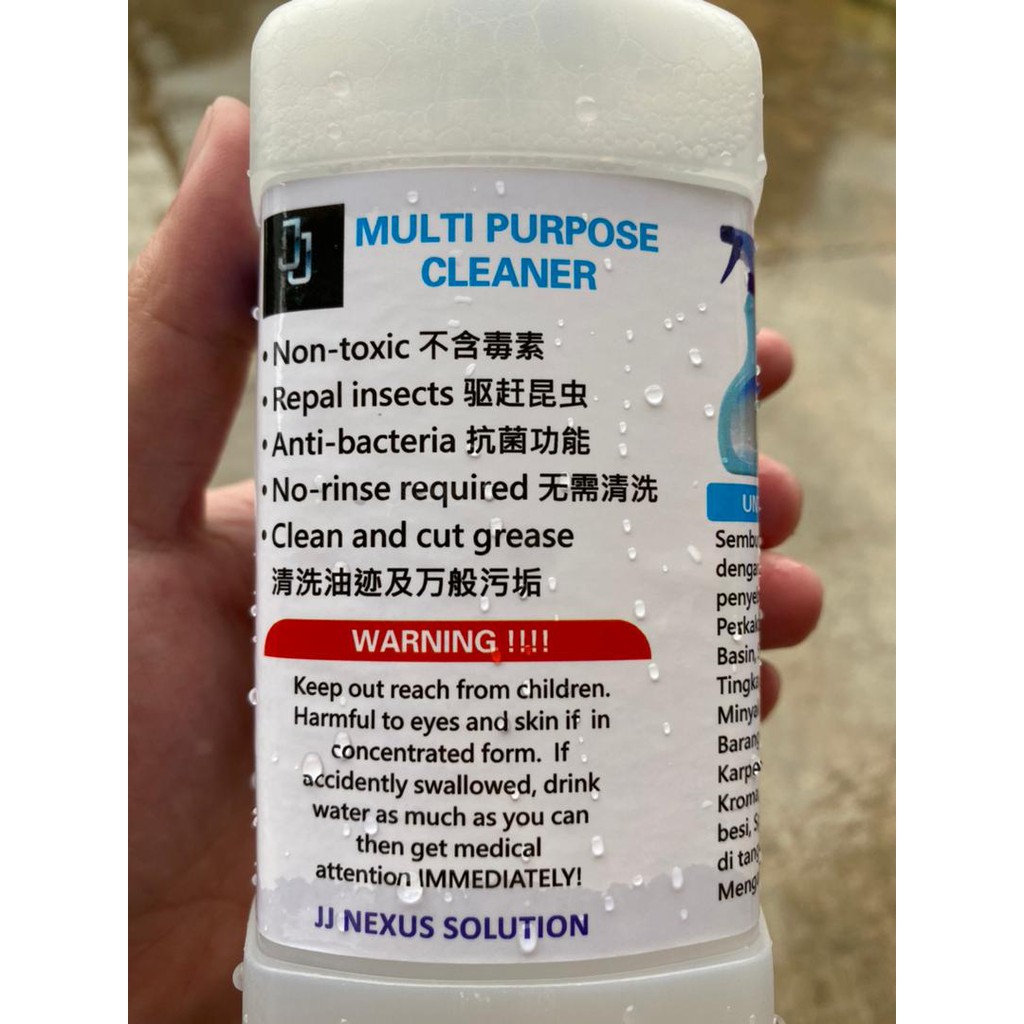 JJ
MULTI PURPOSE
CLEANER
•Non-toxic 不含毒素
•Repal insects 驱赶昆虫
•Anti-bacteria 抗菌功能
•No-rinse required 无需清洗
•Clean and cut grease
清洗油迹及万般污垢
WARNING !!!!
Keep out reach from children.
Harmful to eyes and skin if in
concentrated form. If
accidently swallowed, drink
water as much as you can
then get medical
attention IMMEDIATELY!
JJ NEXUS SOLUTION
Basin,
besi,
di